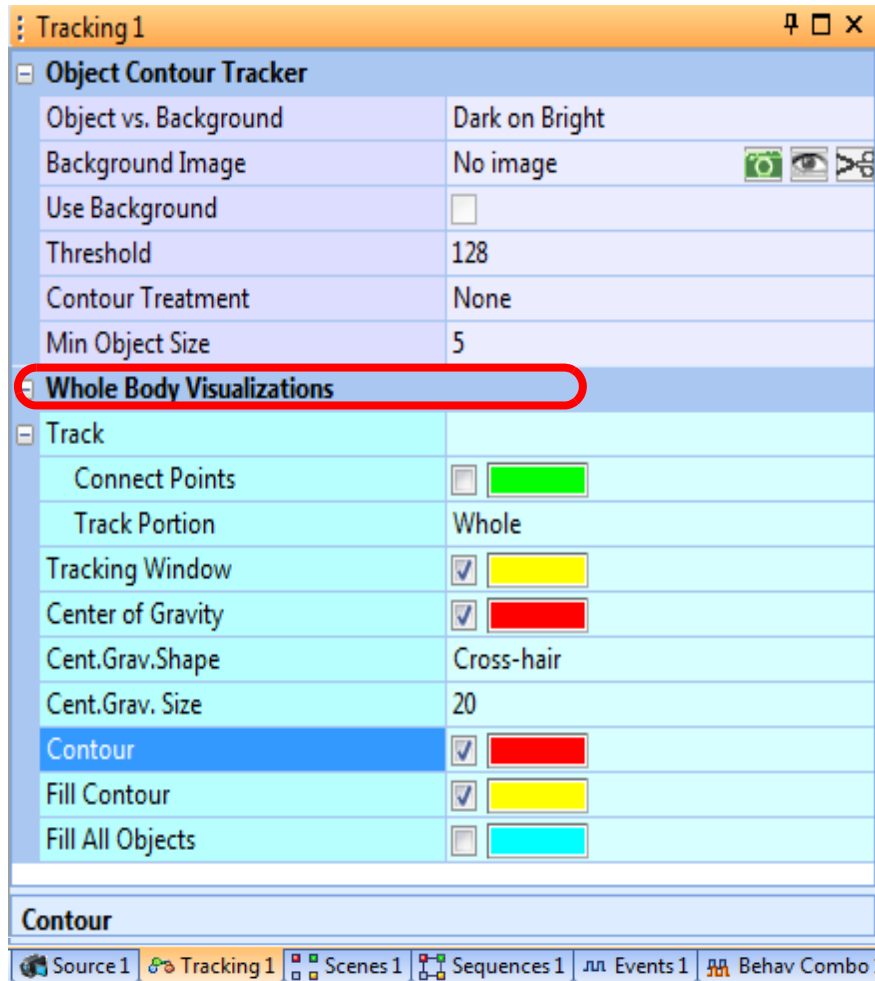 Tracking 1
Object Contour Tracker
Object vs. Background Dark on Bright
Background Image No image
Use Background
Threshold 128
Contour Treatment None
Min Object Size 5
Whole Body Visualizations
Track
Connect Points
Track Portion Whole
Tracking Window
Center of Gravity
Cent.Grav.Shape Cross-hair
Cent.Grav. Size 20
Contour
Fill Contour
Fill All Objects
Contour
Source 1 Tracking 1 Scenes 1 Sequences 1 Events 1 Behav Combo